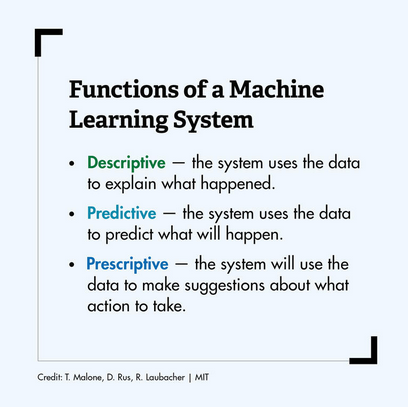 Functions of a Machine
Learning System
• Descriptive — the system uses the data
to explain what happened.
• Predictive — the system uses the data
to predict what will happen.
• Prescriptive — the system will use the
data to make suggestions about what
action to take.
Credit: T. Malone, D. Rus, R. Laubacher | MIT